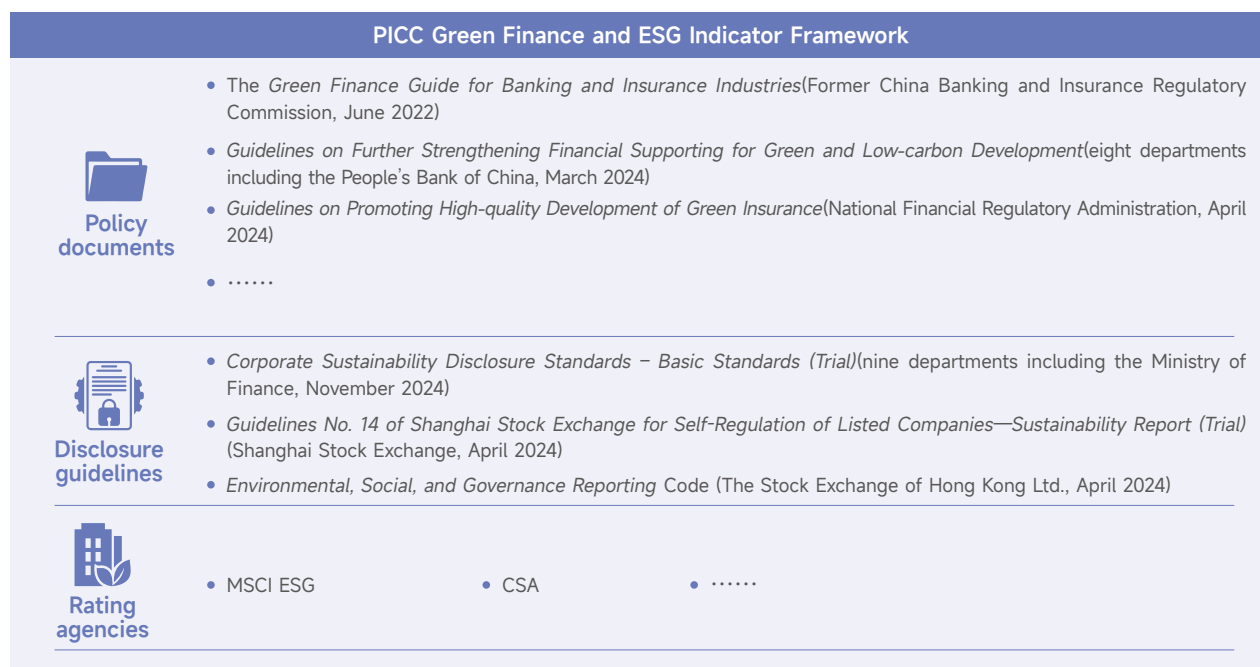 PICC Green Finance and ESG Indicator Framework
• The Green Finance Guide for Banking and Insurance Industries(Former China Banking and Insurance Regulatory
Commission, June 2022)
• Guidelines on Further Strengthening Financial Supporting for Green and Low-carbon Development(eight departments
including the People's Bank of China, March 2024)
• Guidelines on Promoting High-quality Development of Green Insurance(National Financial Regulatory Administration, April
2024)
• ……
Policy
documents
• Corporate Sustainability Disclosure Standards – Basic Standards (Trial)(nine departments including the Ministry of
Finance, November 2024)
• Guidelines No. 14 of Shanghai Stock Exchange for Self-Regulation of Listed Companies—Sustainability Report (Trial)
(Shanghai Stock Exchange, April 2024)
• Environmental, Social, and Governance Reporting Code (The Stock Exchange of Hong Kong Ltd., April 2024)
Disclosure
guidelines
• MSCI ESG • CSA • ……
Rating
agencies